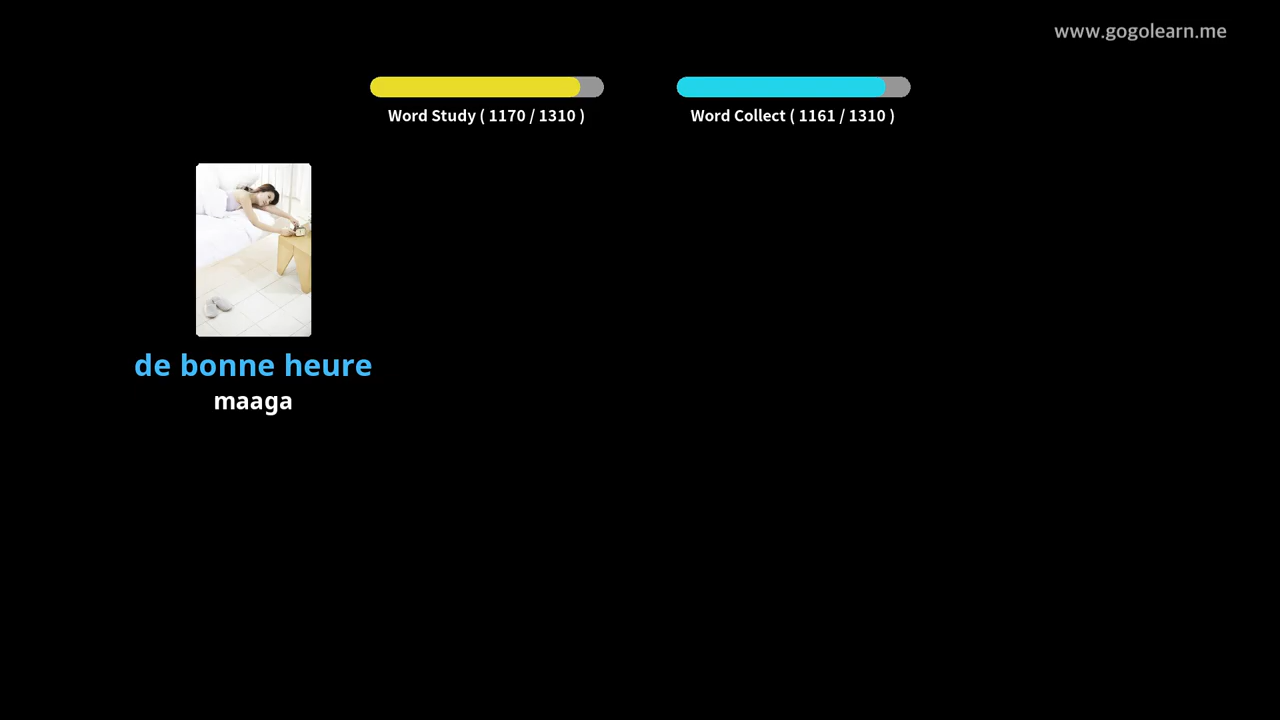 www.gogolearn.me
Word Study ( 1170 / 1310 )
Word Collect ( 1161 / 1310 )
de bonne heure
maaga